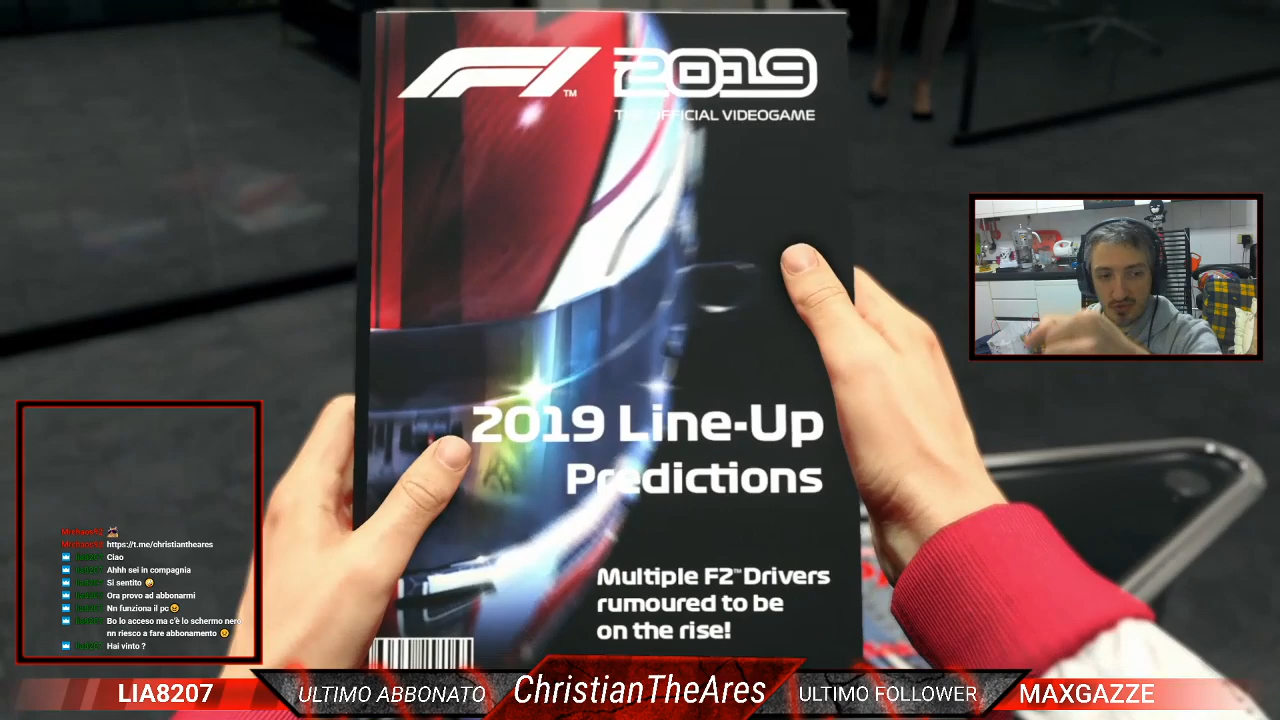 F1™ 2019
THE OFFICIAL VIDEOGAME
2019 Line-Up
Predictions
Multiple F2™ Drivers
rumoured to be
on the rise!
https://t.me/christiantheares
Ciao
Ahhh sei in compagnia
Si sentito
Ora provo ad abbonarmi
Nn funziona il pc
Bo lo acceso ma c'è lo schermo nero
nn riesco a fare abbonamento
Hai vinto ?
LIA8207
ULTIMO ABBONATO
ChristianTheAres
ULTIMO FOLLOWER
MAXGAZZE